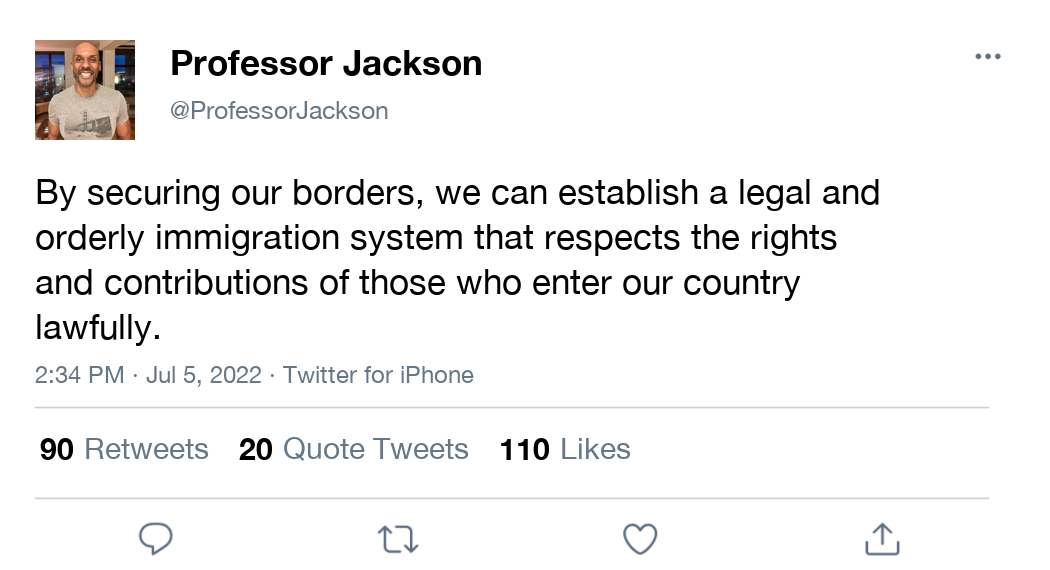 Professor Jackson
@ProfessorJackson
By securing our borders, we can establish a legal and
orderly immigration system that respects the rights
and contributions of those who enter our country
lawfully.
2:34 PM · Jul 5, 2022 · Twitter for iPhone
90 Retweets 20 Quote Tweets 110 Likes